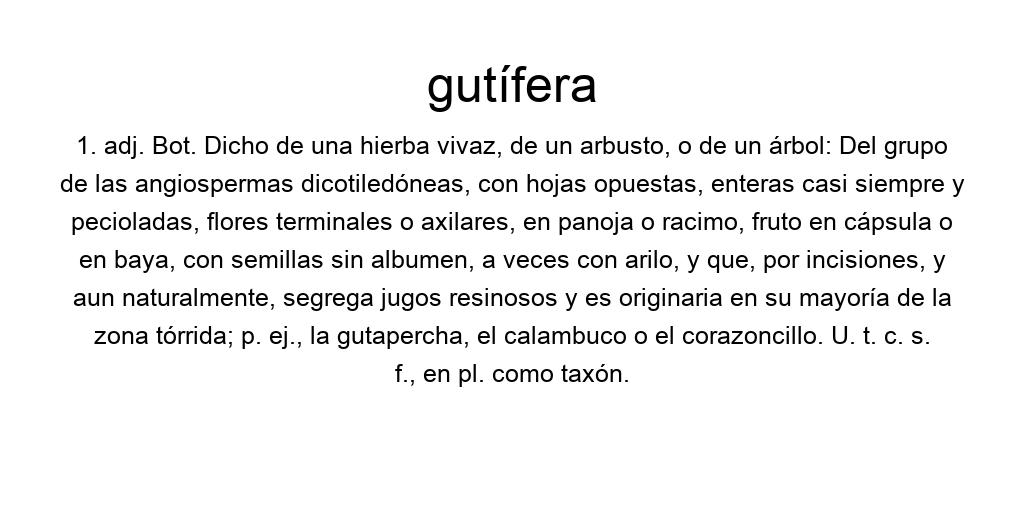 gutífera
1. adj. Bot. Dicho de una hierba vivaz, de un arbusto, o de un árbol: Del grupo
de las angiospermas dicotiledóneas, con hojas opuestas, enteras casi siempre y
pecioladas, flores terminales o axilares, en panoja o racimo, fruto en cápsula o
en baya, con semillas sin albumen, a veces con arilo, y que, por incisiones, y
aun naturalmente, segrega jugos resinosos y es originaria en su mayoría de la
zona tórrida; p. ej., la gutapercha, el calambuco o el corazoncillo. U. t. c. s.
f., en pl. como taxón.